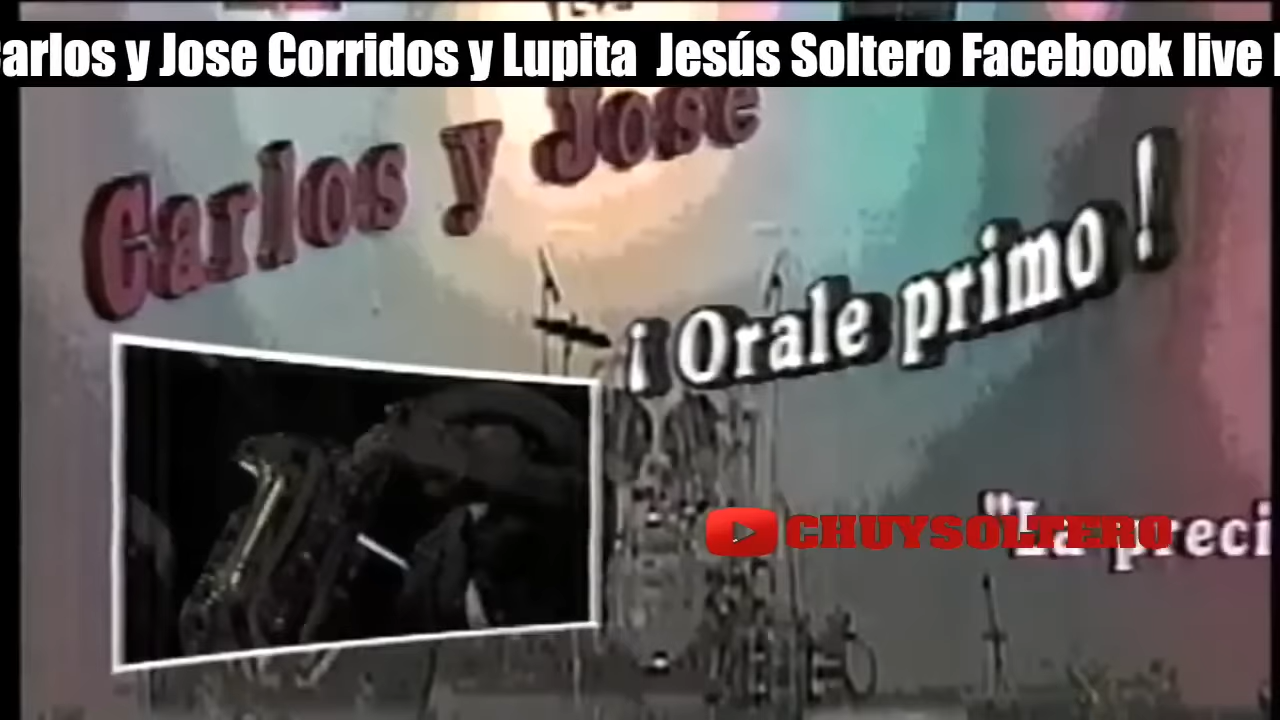 arlos y Jose Corridos y Lupita Jesús Soltero Facebook live
Carlos y Jose
¡ Orale primo !
CHUYSOLTERO
"La preci